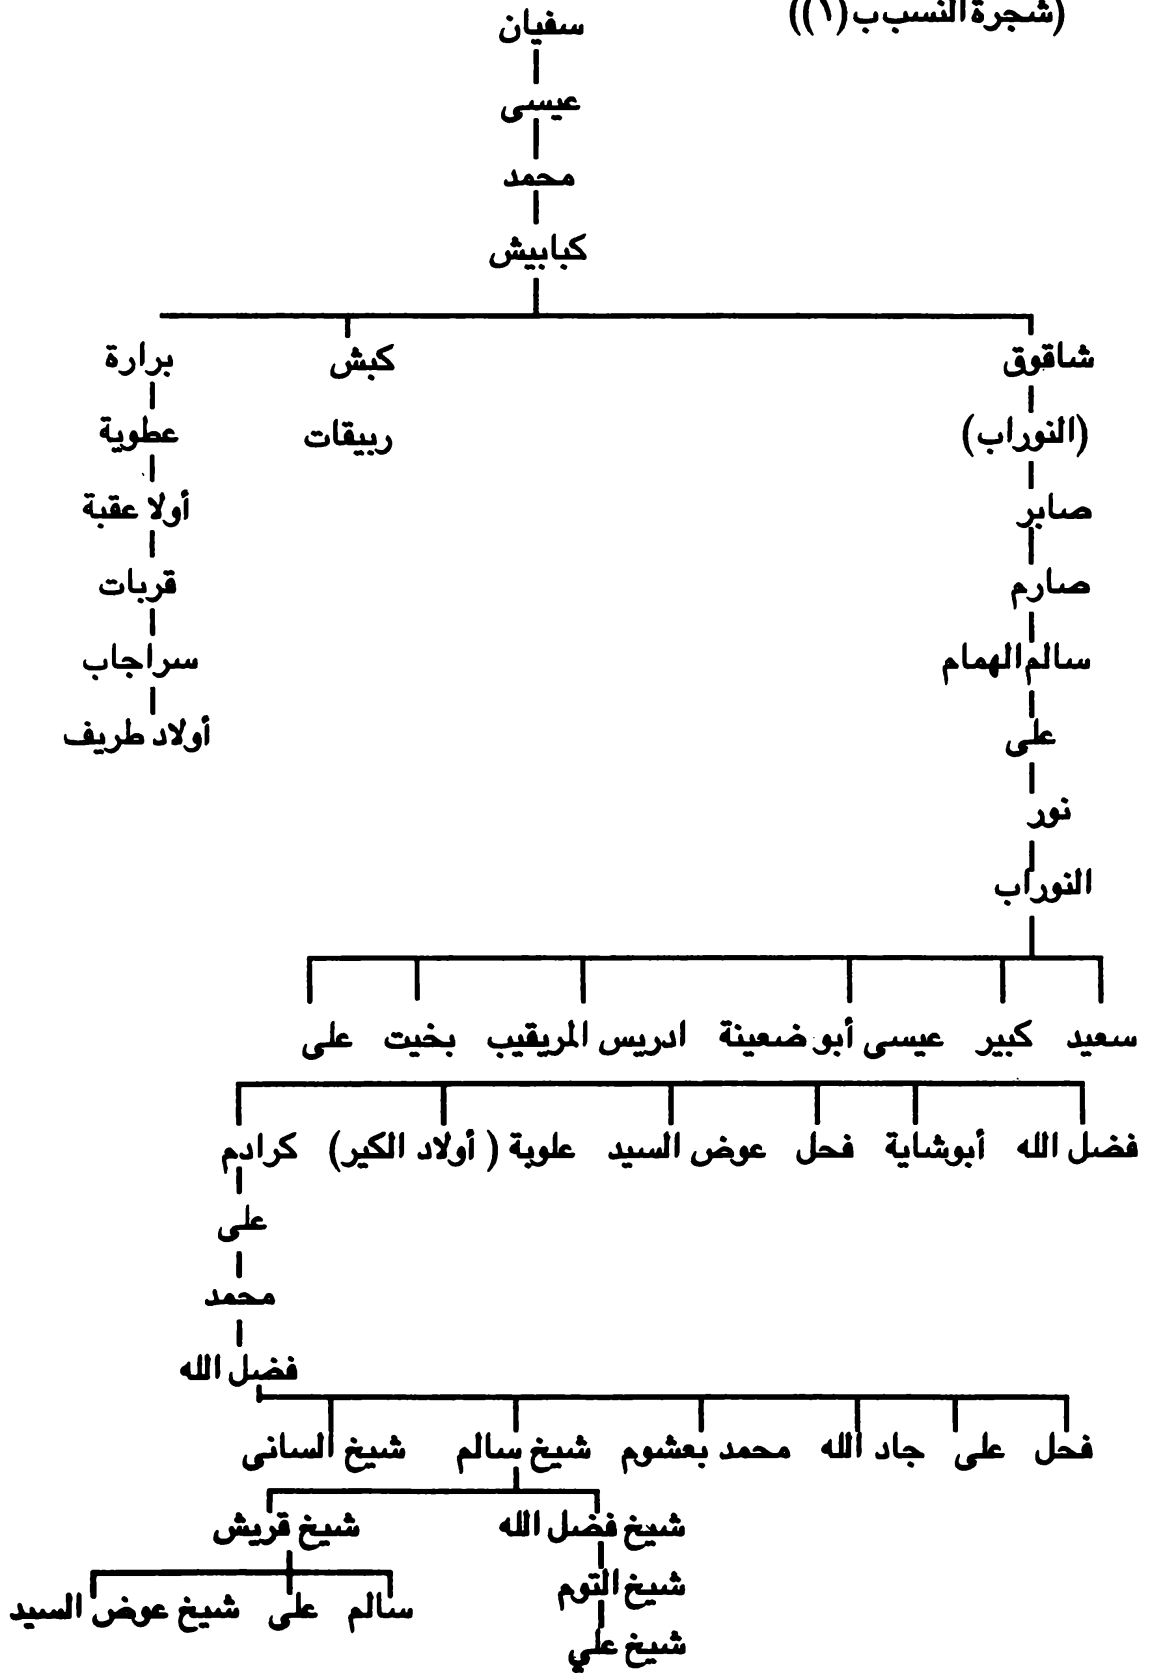 (شجرة النسب ب (١))
سفيان
عيسى
محمد
كبابيش
شاقوق كبش برارة
(النوراب) ربيقات عطوية
صابر أولا عقبة
صارم قربات
سالم الهمام سراجاب
على أولاد طريف
نور
النوراب
سعيد كبير عيسى أبو ضعينة ادريس المريقيب بخيت على
فضل الله أبوشاية فحل عوض السيد علوبة (أولاد الكير) كرادم
على
محمد
فضل الله
فحل على جاد الله محمد بعشوم شيخ سالم شيخ السانى
شيخ فضل الله شيخ قريش
شيخ التوم
سالم على شيخ عوض السيد
شيخ علي